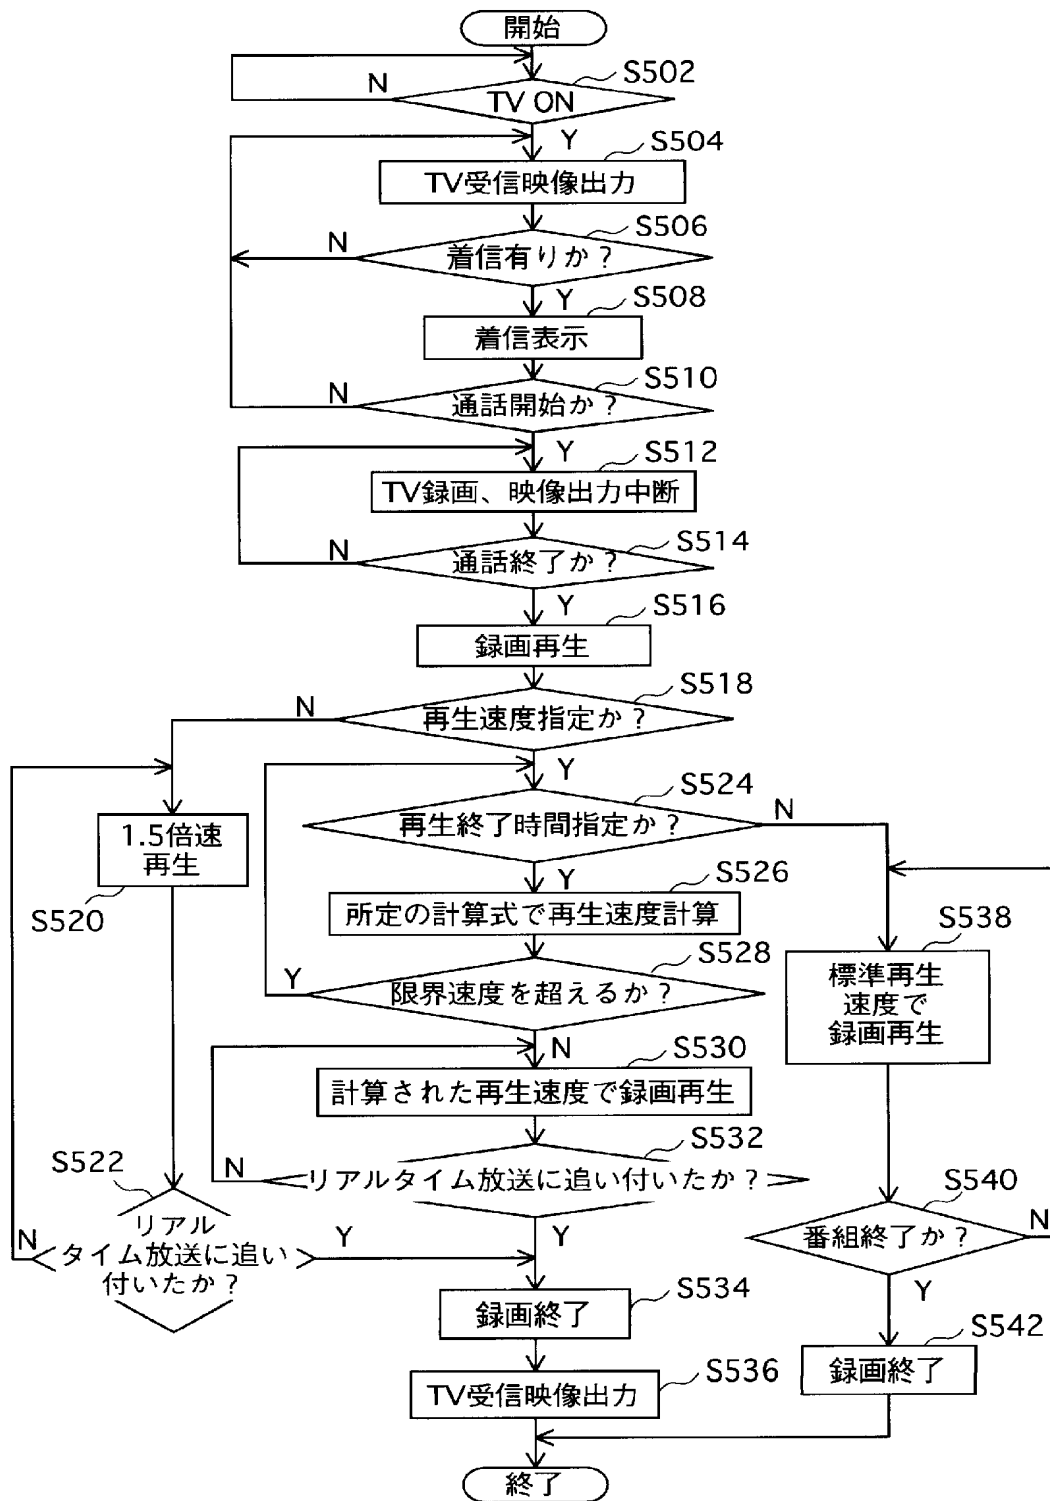 開始
S502
N
TV ON
Y
S504
TV受信映像出力
S506
N
着信有りか？
Y
S508
着信表示
S510
N
通話開始か？
Y
S512
TV録画、映像出力中断
S514
N
通話終了か？
Y
S516
録画再生
S518
N
再生速度指定か？
Y
S524
再生終了時間指定か？
N
1.5倍速
再生
S520
Y
S526
所定の計算式で再生速度計算
S528
Y
限界速度を超えるか？
S538
標準再生
速度で
録画再生
N
S530
計算された再生速度で録画再生
S532
N
リアルタイム放送に追い付いたか？
Y
S522
リアル
タイム放送に追い
付いたか？
N
Y
S540
番組終了か？
N
Y
S534
録画終了
S542
録画終了
S536
TV受信映像出力
終了